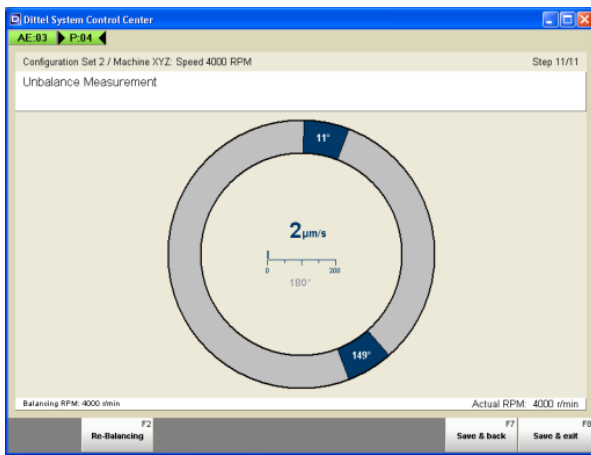 Dittel System Control Center
AE:03 P:04
Configuration Set 2 / Machine XYZ: Speed 4000 RPM Step 11/11
Unbalance Measurement
11°
2 µm/s
0 200
180°
149°
Balancing RPM: 4000 r/min Actual RPM: 4000 r/min
F2 F7 F8
Re-Balancing Save & back Save & exit